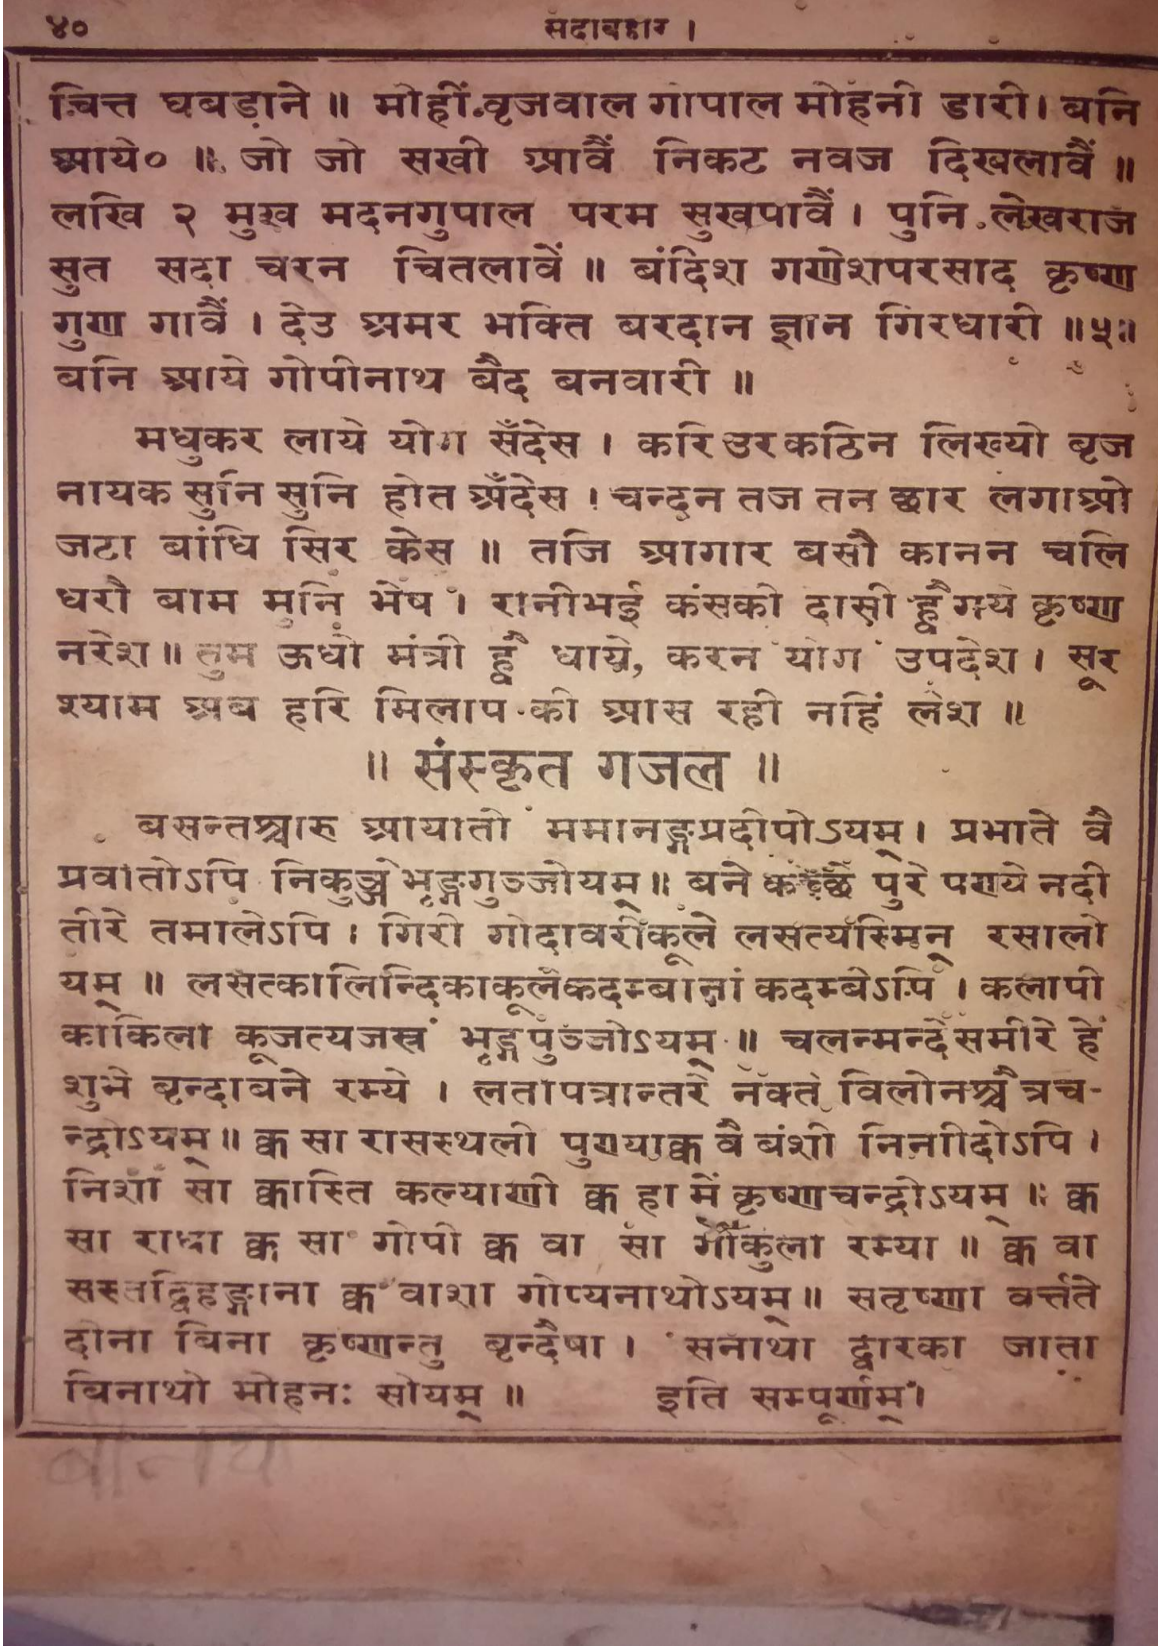 ४० सदाबहार ।
चित्त घबडाने ॥ मोहीं वृजवाल गोपाल मोहनी डारी। बनि
आये० ॥ जो जो सखी आवैं निकट नवज दिखलावैं ॥
लखि २ मुख मदनगुपाल परम सुखपावैं । पुनि लेखराज
सुत सदा चरन चितलावें ॥ बंदिश गणेशपरसाद कृष्ण
गुण गावैं । देउ अमर भक्ति बरदान ज्ञान गिरधारी ॥५॥
बनि आये गोपीनाथ बैद बनवारी ॥
मधुकर लाये योग सँदेस । करि उरकठिन लिख्यो बृज
नायक सुनि सुनि होत अँदेस । चन्दन तज तन छार लगाओ
जटा बांधि सिर केस ॥ तजि आगार बसौ कानन चलि
धरौ बाम मुनि भेष । रानीभई कंसकी दासी ह्वैगये कृष्ण
नरेश ॥ तुम ऊधो मंत्री ह्वै धाये, करन योग उपदेश । सूर
श्याम अब हरि मिलाप की आस रही नहिं लेश ॥
॥ संस्कृत गजल ॥
बसन्तश्चारु आयातो ममानङ्गप्रदीपोऽयम् । प्रभाते वै
प्रवातोऽपि निकुञ्जे भृङ्गगुञ्जोयम् ॥ बने पुरे पण्ये नदी
तीरे तमालेऽपि । गिरी गोदावरीकूले लसत्यस्मिन् रसालो
यम् ॥ लसत्कालिन्दिकाकूलेकदम्बानां कदम्बेऽपि । कलापी
कोकिला कूजत्यजस्रं भृङ्गपुञ्जोऽयम् ॥ चलन्मन्देसमीरे हे
शुभे बृन्दाबने रम्ये । लतापत्रान्तरे नक्तं विलीनश्चैत्रच-
न्द्रोऽयम् ॥ क्व सा रासस्थली पुण्याक्व वै बंशी निनादोऽपि ।
निशा सा क्वास्ति कल्याणी क्व हा मे कृष्णचन्द्रोऽयम् ॥ क्व
सा राधा क्व सा गोपी क्व वा सा गौकुला रम्या ॥ क्व वा
क्व वाशा गोप्यनाथोऽयम् ॥ सतृष्णा वर्त्तते
दीना बिना कृष्णन्तु बृन्दैषा । सनाथा द्वारका जाता
बिनाथो मोहनः सोयम् ॥ इति सम्पूर्णम् ।